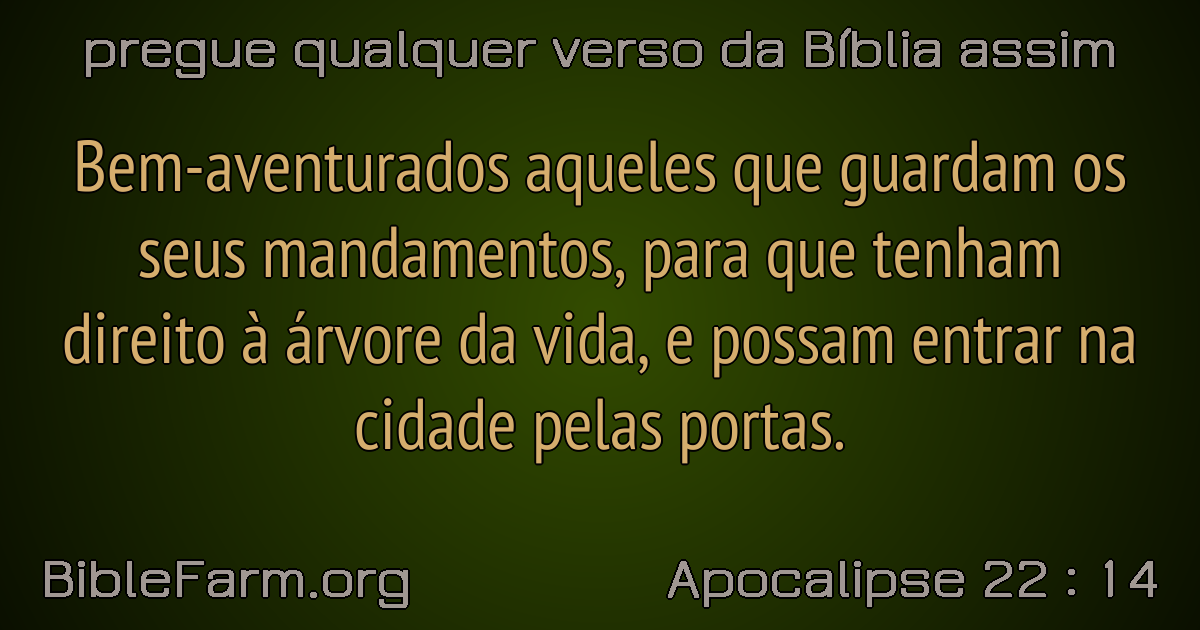 pregue qualquer verso da Bíblia assim
Bem-aventurados aqueles que guardam os
seus mandamentos, para que tenham
direito à árvore da vida, e possam entrar na
cidade pelas portas.
BibleFarm.org
Apocalipse 22 : 14